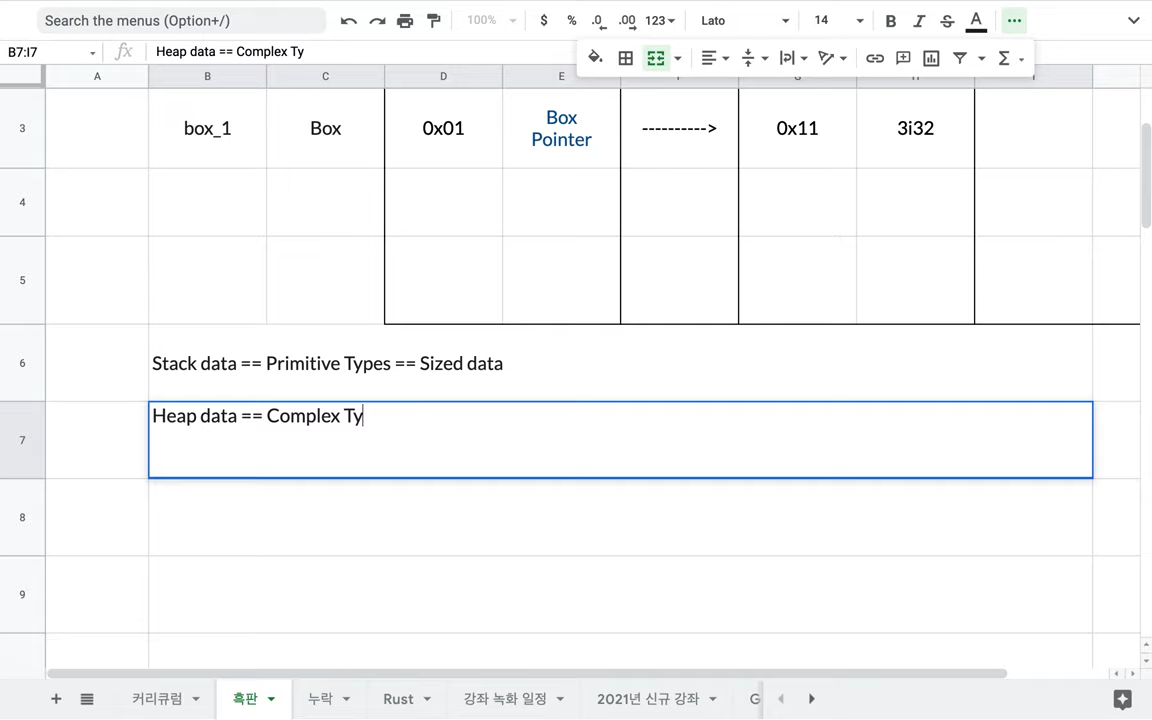 Search the menus (Option+/)
100%
$ % .0 .00 123
Lato
14
B I S A
B7:I7
fx
Heap data == Complex Ty
A B C D E
3 box_1 Box 0x01 Box Pointer ----------> 0x11 3i32
4
5
6 Stack data == Primitive Types == Sized data
7 Heap data == Complex Ty
8
9
커리큘럼 흑판 누락 Rust 강좌 녹화 일정 2021년 신규 강좌